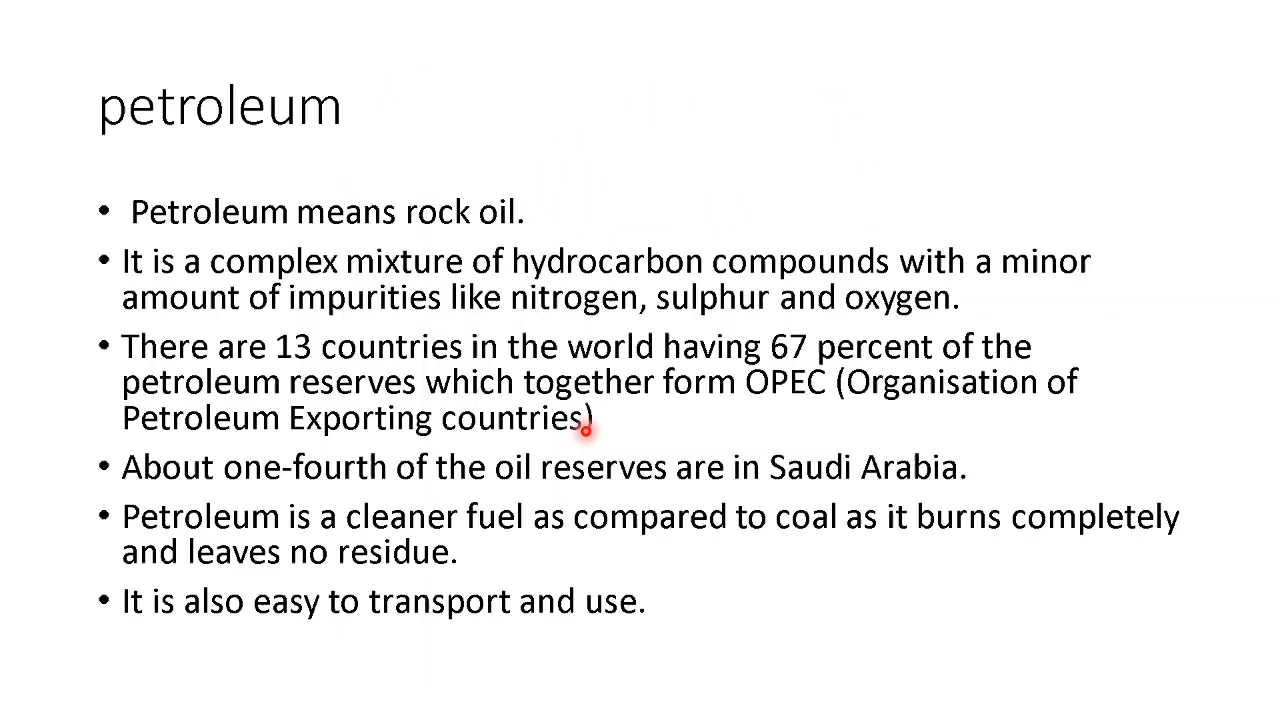 petroleum
• Petroleum means rock oil.
• It is a complex mixture of hydrocarbon compounds with a minor
amount of impurities like nitrogen, sulphur and oxygen.
• There are 13 countries in the world having 67 percent of the
petroleum reserves which together form OPEC (Organisation of
Petroleum Exporting countries)
• About one-fourth of the oil reserves are in Saudi Arabia.
• Petroleum is a cleaner fuel as compared to coal as it burns completely
and leaves no residue.
• It is also easy to transport and use.